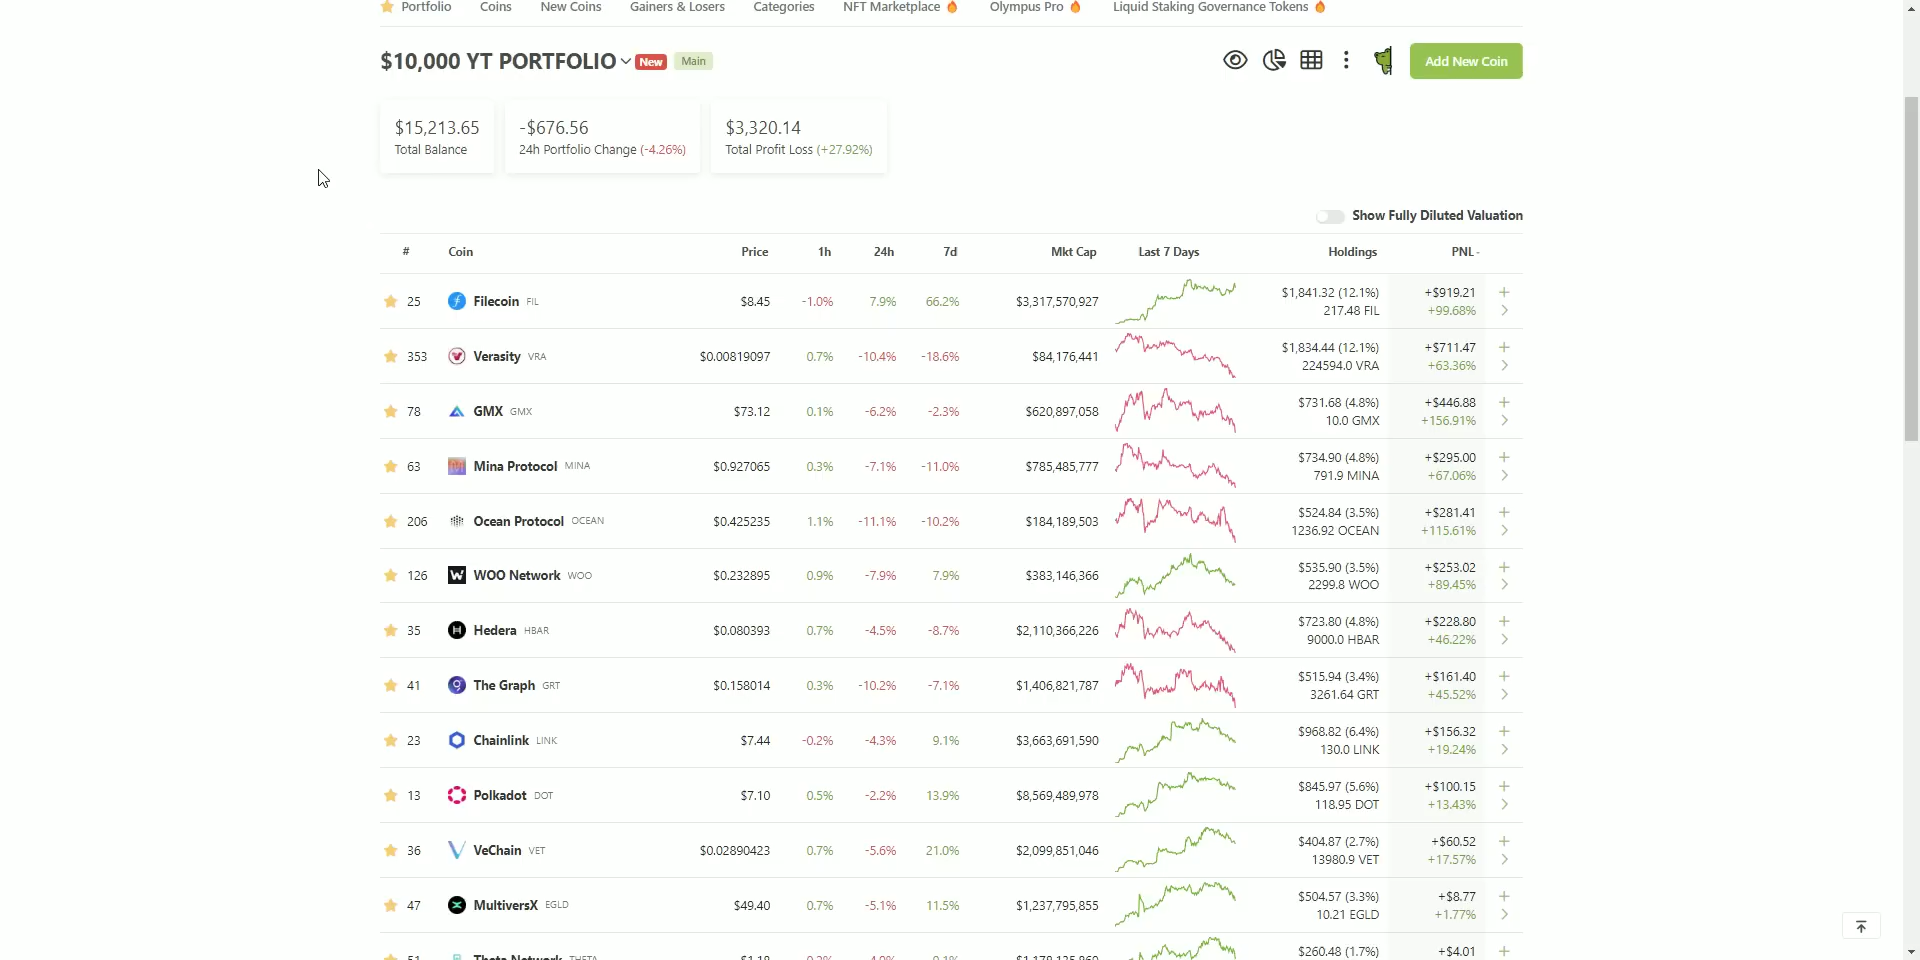 Portfolio Coins New Coins Gainers & Losers Categories NFT Marketplace Olympus Pro Liquid Staking Governance Tokens
$10,000 YT PORTFOLIO New Main
Add New Coin
$15,213.65 -$676.56 $3,320.14
Total Balance 24h Portfolio Change (-4.26%) Total Profit Loss (+27.92%)
Show Fully Diluted Valuation
# Coin Price 1h 24h 7d Mkt Cap Last 7 Days Holdings PNL
25 Filecoin FIL $8.45 -1.0% 7.9% 66.2% $3,317,570,927 $1,841.32 (12.1%) +$919.21
217.48 FIL +99.68%
353 Verasity VRA $0.00819097 0.7% -10.4% -18.6% $84,176,441 $1,834.44 (12.1%) +$711.47
224594.0 VRA +63.36%
78 GMX GMX $73.12 0.1% -6.2% -2.3% $620,897,058 $731.68 (4.8%) +$446.88
10.0 GMX +156.91%
63 Mina Protocol MINA $0.927065 0.3% -7.1% -11.0% $785,485,777 $734.90 (4.8%) +$295.00
791.9 MINA +67.06%
206 Ocean Protocol OCEAN $0.425235 1.1% -11.1% -10.2% $184,189,503 $524.84 (3.5%) +$281.41
1236.92 OCEAN +115.61%
126 WOO Network WOO $0.232895 0.9% -7.9% 7.9% $383,146,366 $535.90 (3.5%) +$253.02
2299.8 WOO +89.45%
35 Hedera HBAR $0.080393 0.7% -4.5% -8.7% $2,110,366,226 $723.80 (4.8%) +$228.80
9000.0 HBAR +46.22%
41 The Graph GRT $0.158014 0.3% -10.2% -7.1% $1,406,821,787 $515.94 (3.4%) +$161.40
3261.64 GRT +45.52%
23 Chainlink LINK $7.44 -0.2% -4.3% 9.1% $3,663,691,590 $968.82 (6.4%) +$156.32
130.0 LINK +19.24%
13 Polkadot DOT $7.10 0.5% -2.2% 13.9% $8,569,489,978 $845.97 (5.6%) +$100.15
118.95 DOT +13.43%
36 VeChain VET $0.02890423 0.7% -5.6% 21.0% $2,099,851,046 $404.87 (2.7%) +$60.52
13980.9 VET +17.57%
47 MultiversX EGLD $49.40 0.7% -5.1% 11.5% $1,237,795,855 $504.57 (3.3%) +$8.77
10.21 EGLD +1.77%
Theta Network THETA $260.48 (1.7%) +$4.01